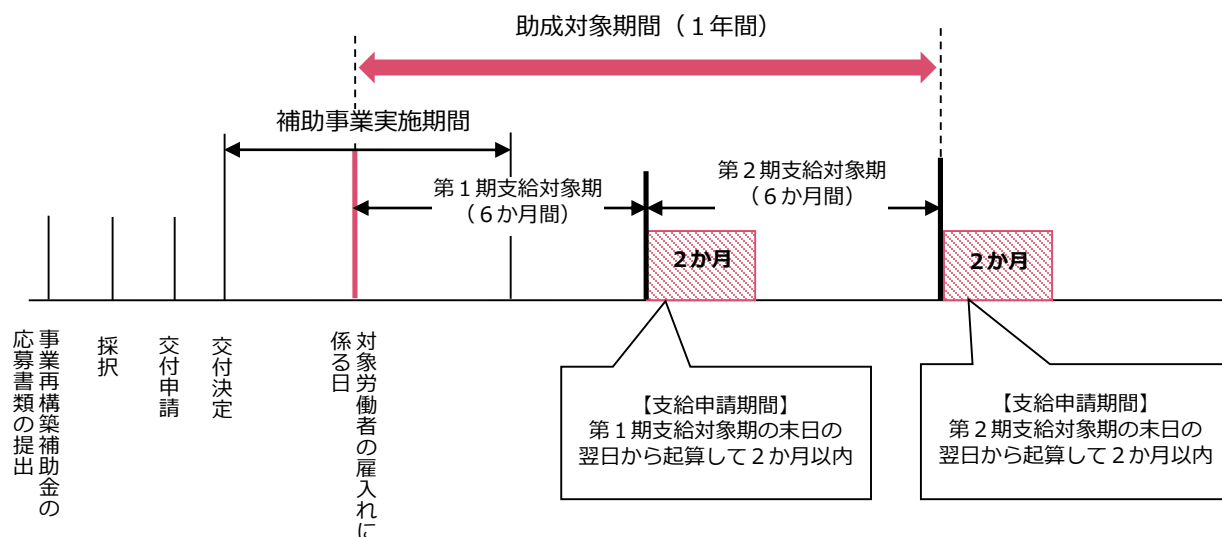 助成対象期間（１年間）
補助事業実施期間
第１期支給対象期
（６か月間）
第２期支給対象期
（６か月間）
２か月
２か月
事業再構築補助金の
応募書類の提出
採択
交付申請
交付決定
対象労働者の雇入れに
係る日
【支給申請期間】
第１期支給対象期の末日の
翌日から起算して２か月以内
【支給申請期間】
第２期支給対象期の末日の
翌日から起算して２か月以内